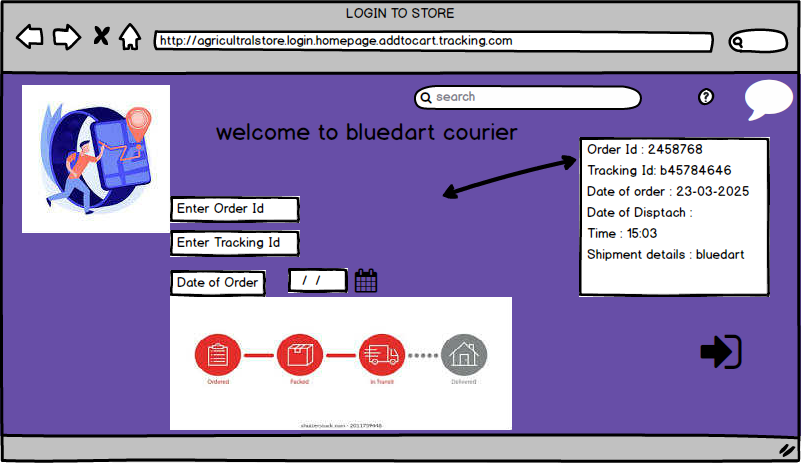 LOGIN TO STORE
http://agricultralstore.login.homepage.addtocart.tracking.com
search
?
welcome to bluedart courier
Order Id : 2458768
Tracking Id: b45784646
Date of order : 23-03-2025
Date of Disptach :
Time : 15:03
Shipment details : bluedart
Enter Order Id
Enter Tracking Id
Date of Order
/ /
Ordered
Packed
In Transit
Delivered
shutterstock.com · 2011739448